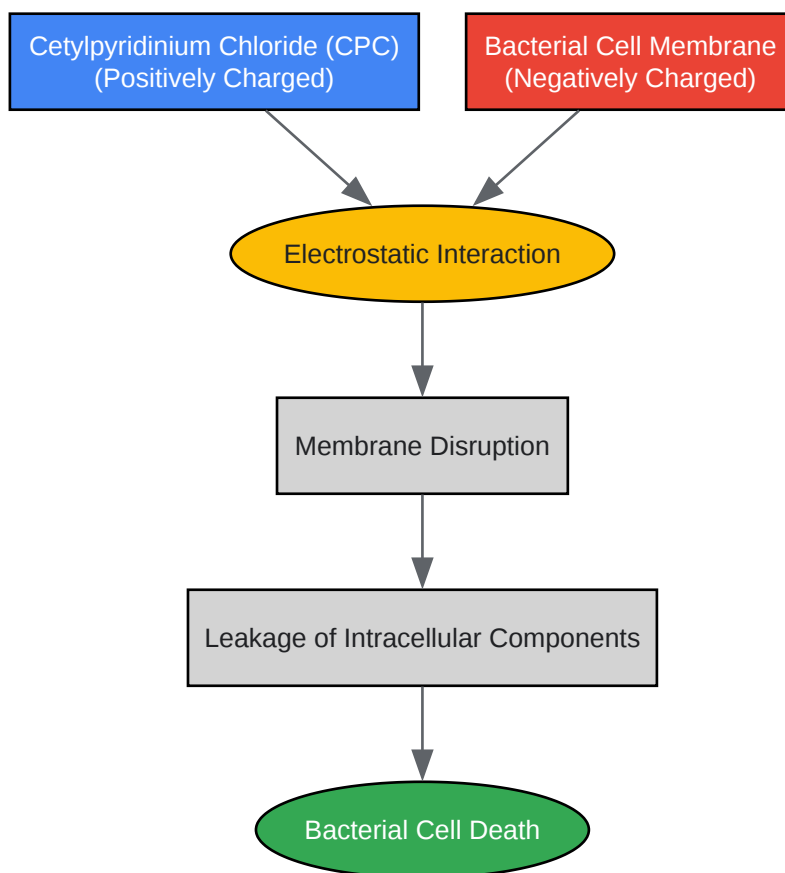 Cetylpyridinium Chloride (CPC)
(Positively Charged)
Bacterial Cell Membrane
(Negatively Charged)
Electrostatic Interaction
Membrane Disruption
Leakage of Intracellular Components
Bacterial Cell Death